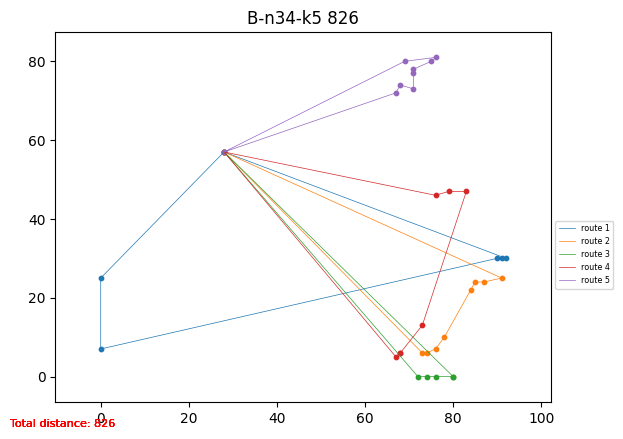 B-n34-k5 826
80
60
40
20
0
0 20 40 60 80 100
route 1
route 2
route 3
route 4
route 5
Total distance: 826